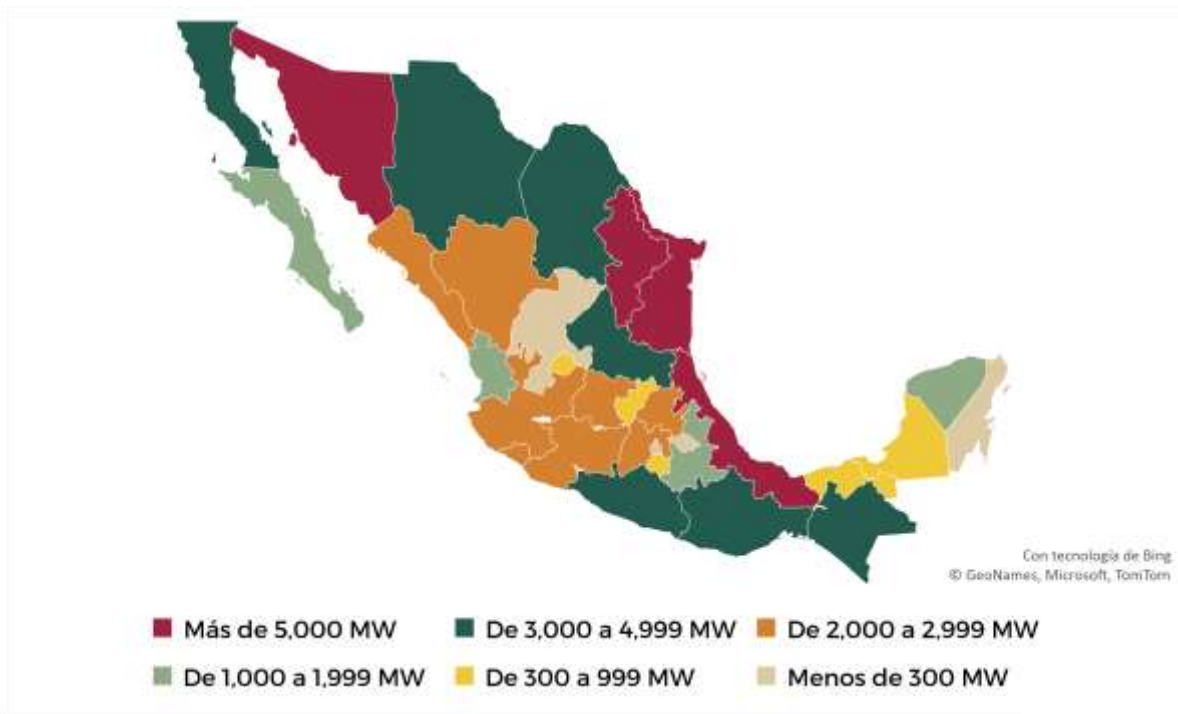 Con tecnología de Bing
© GeoNames, Microsoft, TomTom
Más de 5,000 MW
De 3,000 a 4,999 MW
De 2,000 a 2,999 MW
De 1,000 a 1,999 MW
De 300 a 999 MW
Menos de 300 MW